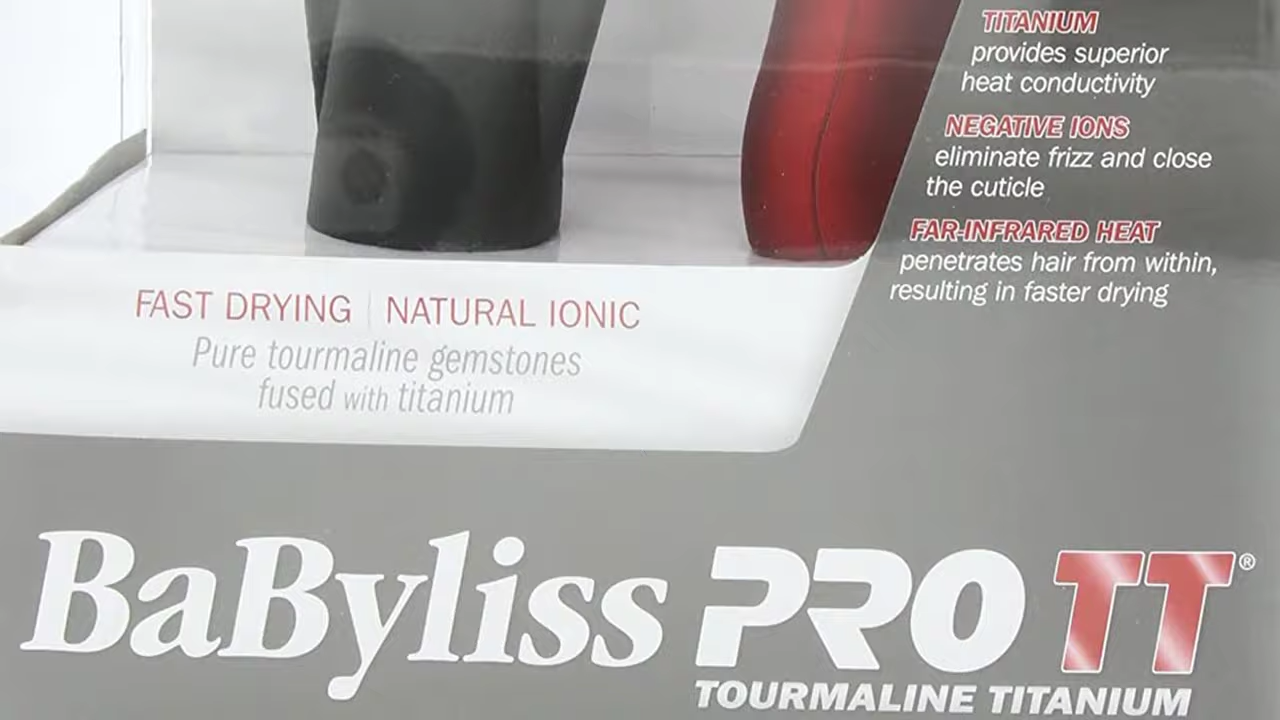 TITANIUM
provides superior
heat conductivity
NEGATIVE IONS
eliminate frizz and close
the cuticle
FAR-INFRARED HEAT
penetrates hair from within,
resulting in faster drying
FAST DRYING | NATURAL IONIC
Pure tourmaline gemstones
fused with titanium
BaByliss PRO TT®
TOURMALINE TITANIUM